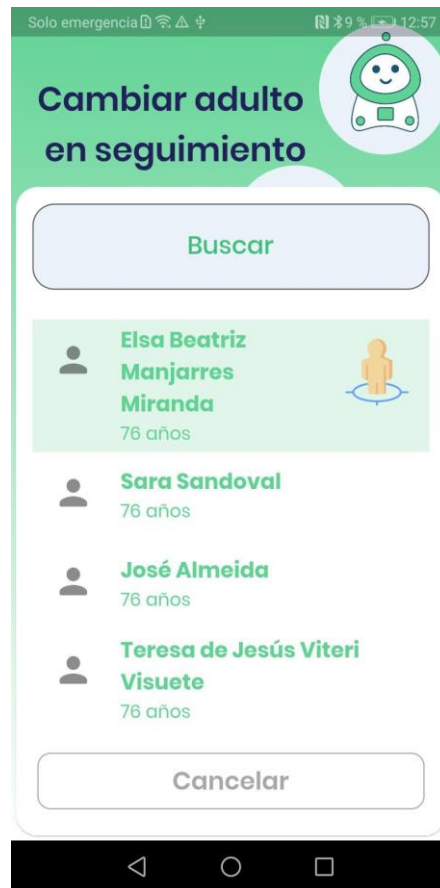 Solo emergencia 9 % 12:57
Cambiar adulto
en seguimiento
Buscar
Elsa Beatriz
Manjarres
Miranda
76 años
Sara Sandoval
76 años
José Almeida
76 años
Teresa de Jesús Viteri
Visuete
76 años
Cancelar